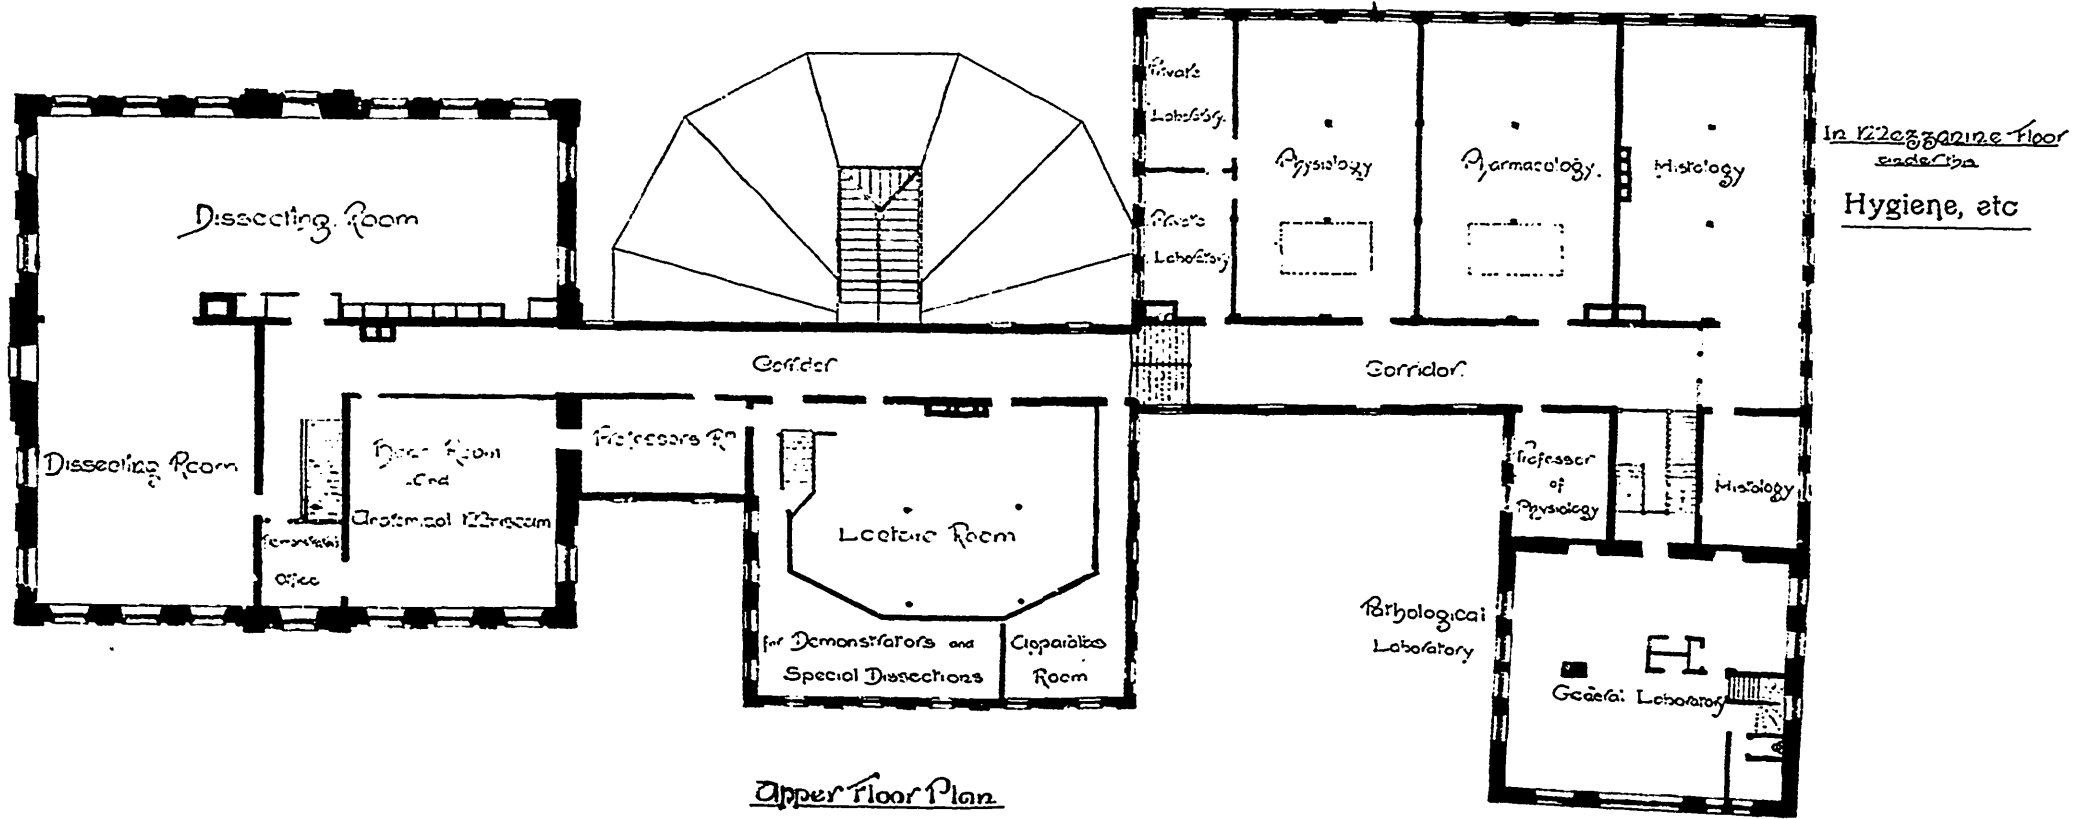 Private
Laboratory.
Physiology
Pharmacology.
Histology
In Mezzanine Floor
under this
Hygiene, etc
Dissecting Room
Private
Laboratory
Corridor
Corridor.
Professors Rm
Dissecting Room
Bone Room
and
Anatomical Museum
Professor
of
Physiology
Histology
Lecture Room
Demonstrators
Office
for Demonstrators and
Special Dissections
Apparatus
Room
Pathological
Laboratory
General Laboratory
Upper Floor Plan